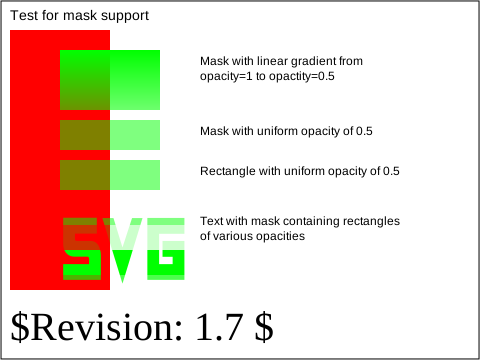 Test for mask support
Mask with linear gradient from
opacity=1 to opactity=0.5
Mask with uniform opacity of 0.5
Rectangle with uniform opacity of 0.5
SVG
Text with mask containing rectangles
of various opacities
$Revision: 1.7 $